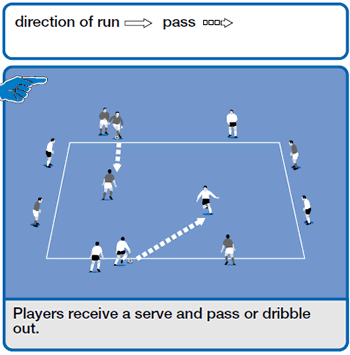 direction of run pass
Players receive a serve and pass or dribble
out.